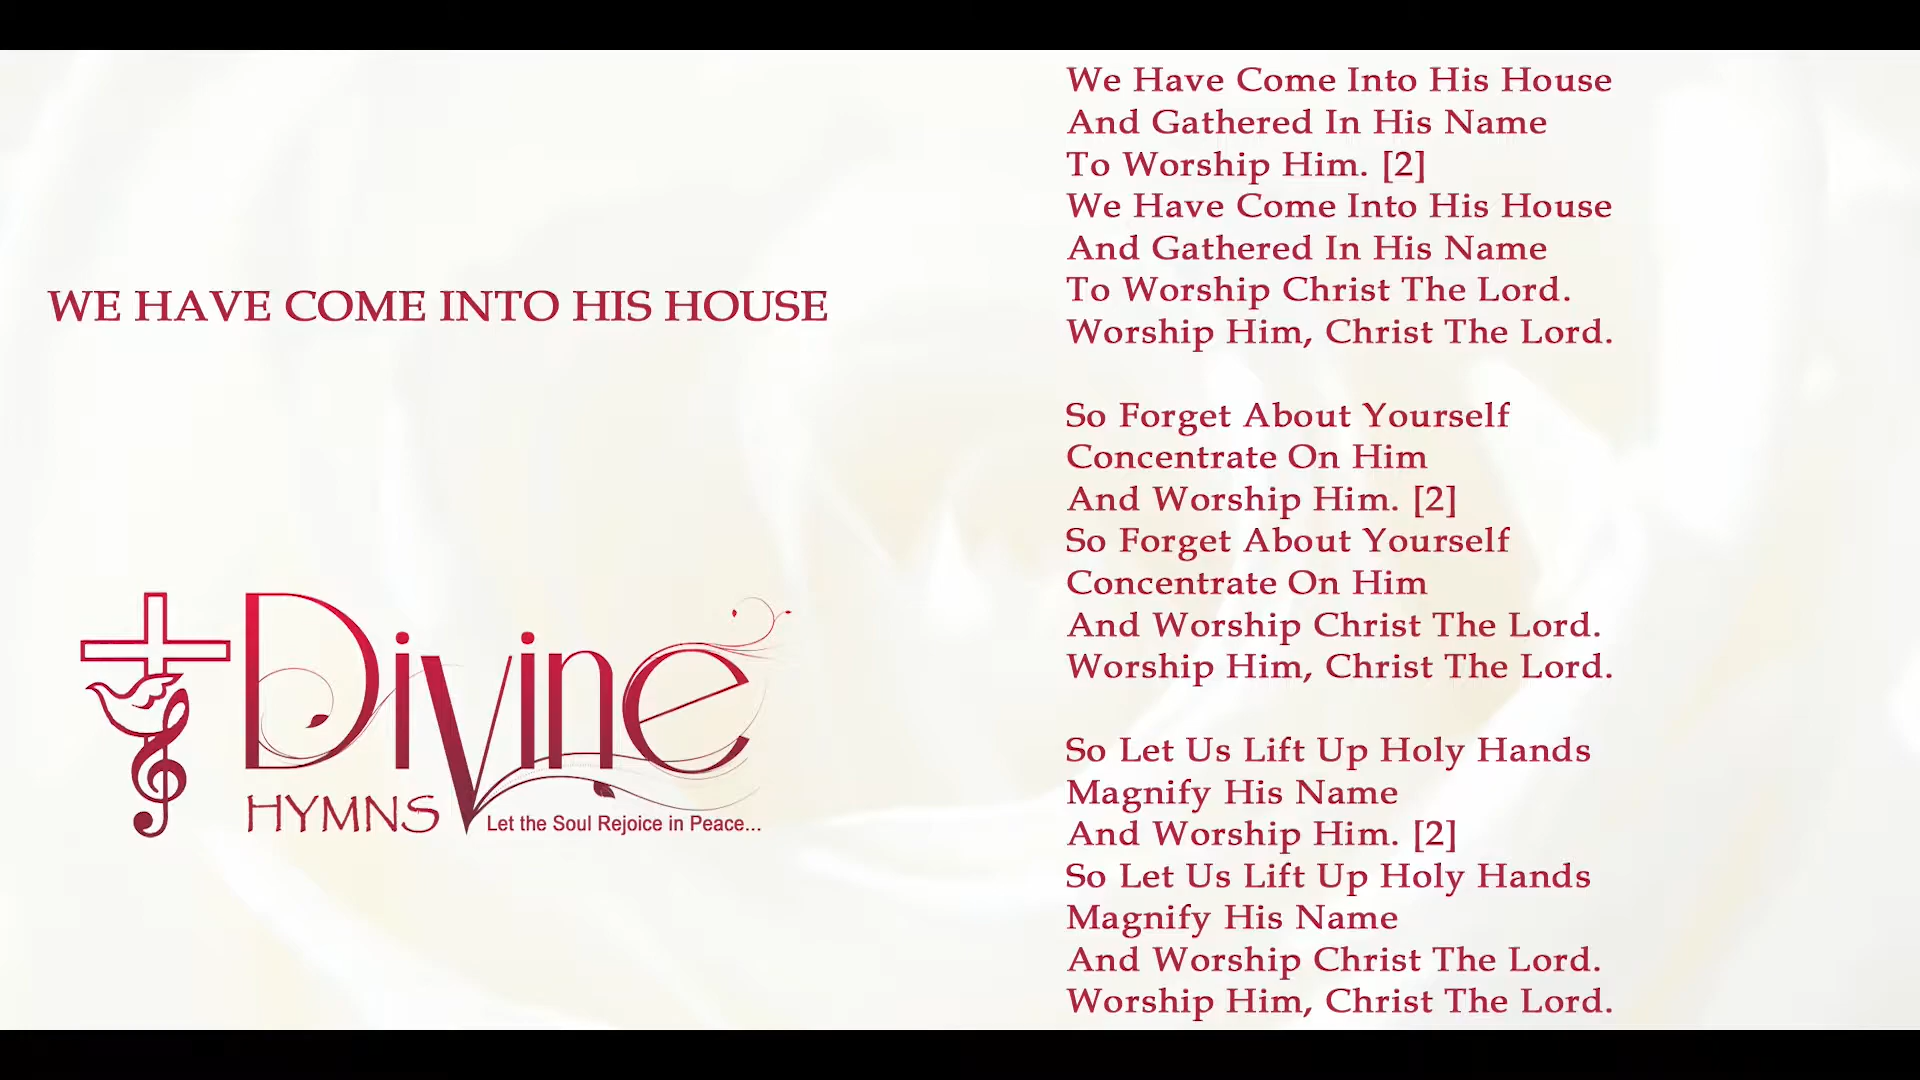 WE HAVE COME INTO HIS HOUSE
Divine
HYMNS
Let the Soul Rejoice in Peace...
We Have Come Into His House
And Gathered In His Name
To Worship Him. [2]
We Have Come Into His House
And Gathered In His Name
To Worship Christ The Lord.
Worship Him, Christ The Lord.
So Forget About Yourself
Concentrate On Him
And Worship Him. [2]
So Forget About Yourself
Concentrate On Him
And Worship Christ The Lord.
Worship Him, Christ The Lord.
So Let Us Lift Up Holy Hands
Magnify His Name
And Worship Him. [2]
So Let Us Lift Up Holy Hands
Magnify His Name
And Worship Christ The Lord.
Worship Him, Christ The Lord.